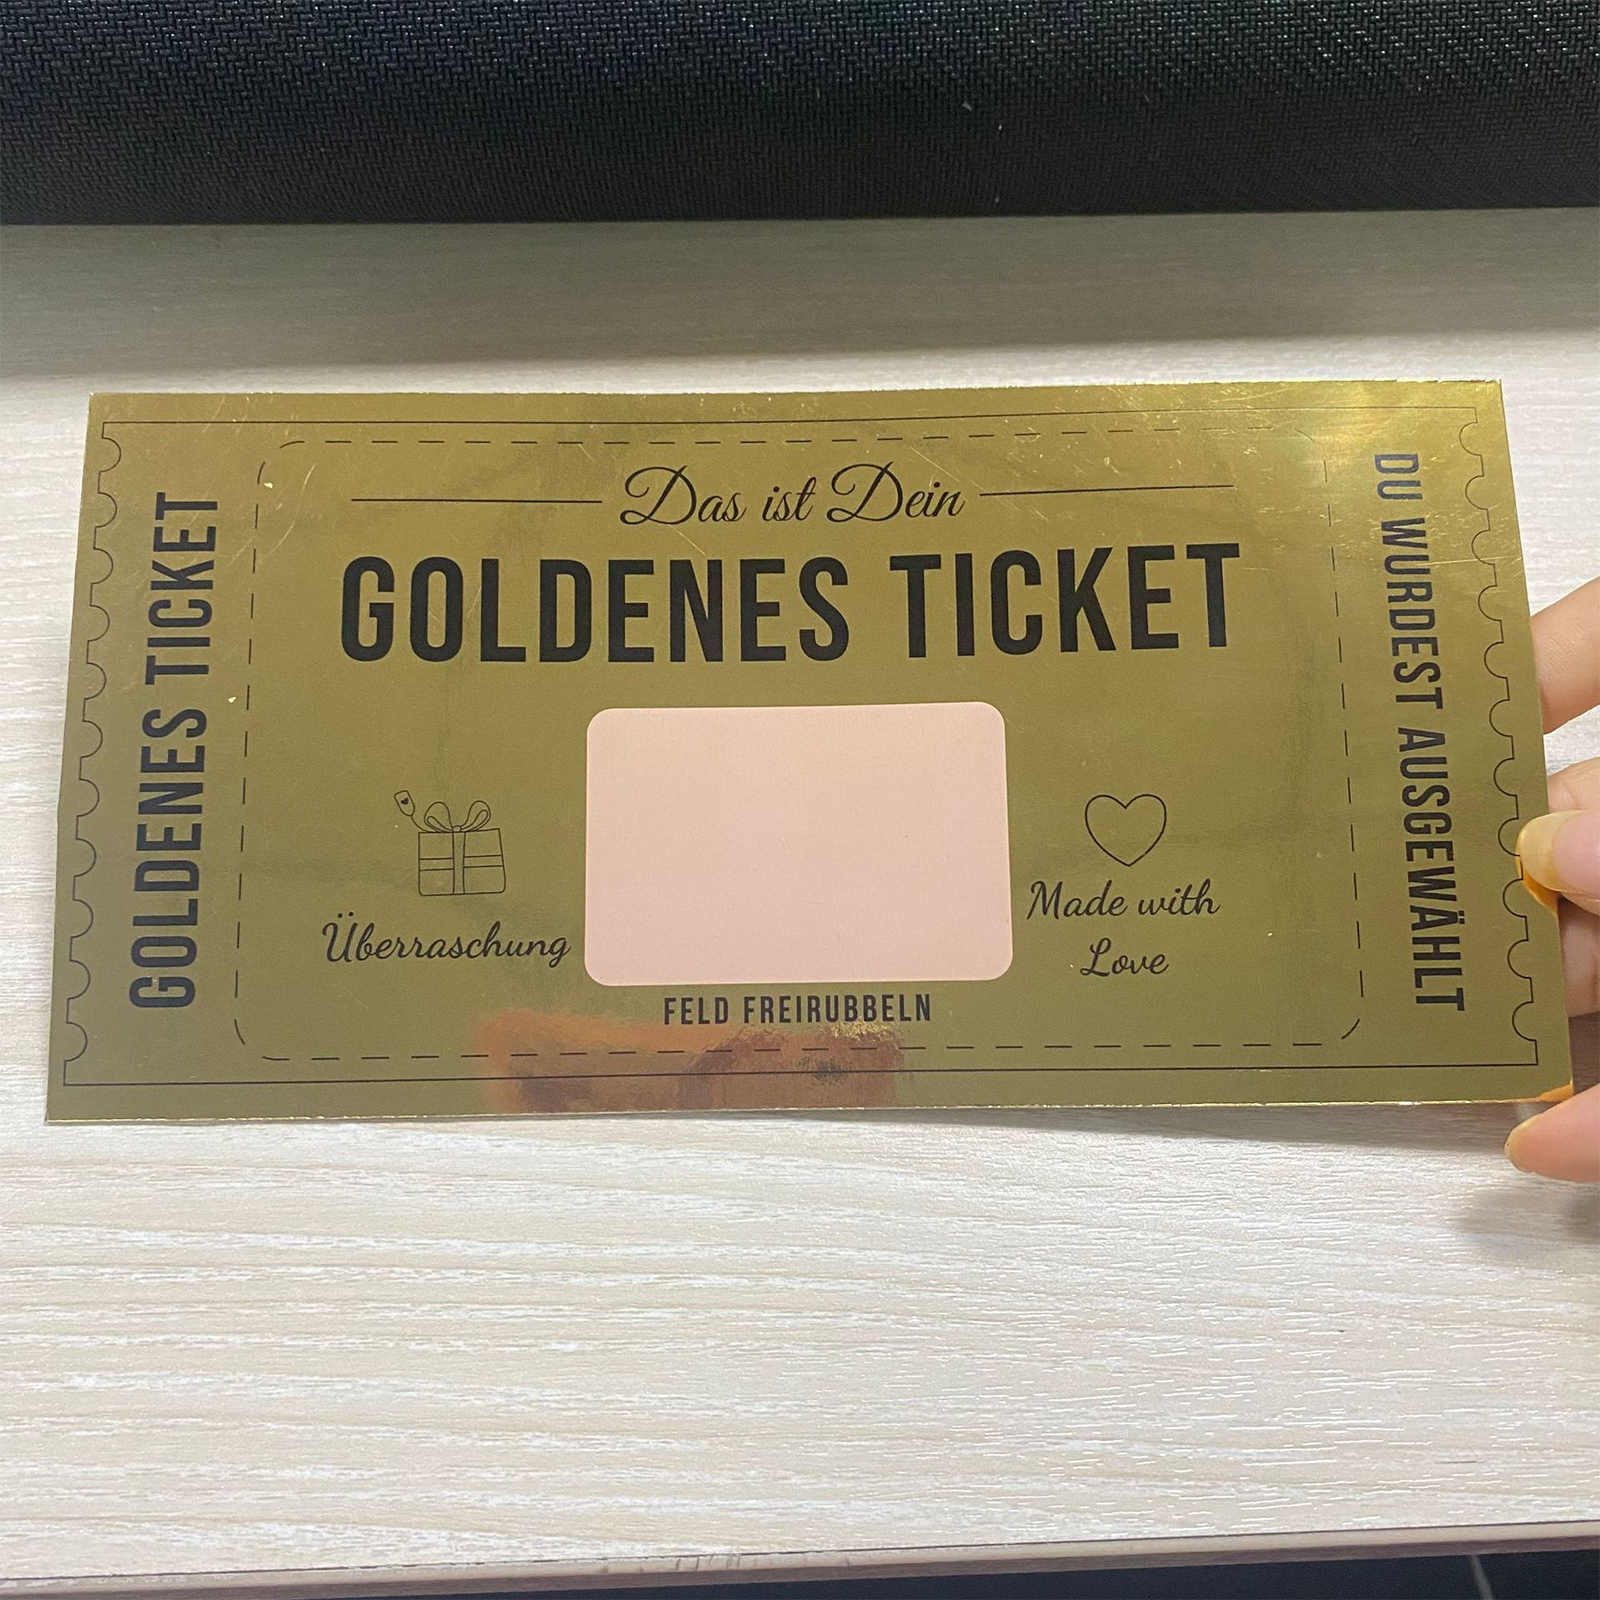 GOLDENES TICKET
Das ist Dein
GOLDENES TICKET
Überraschung
Made with
Love
FELD FREIRUBBELN
DU WURDEST AUSGEWÄHLT